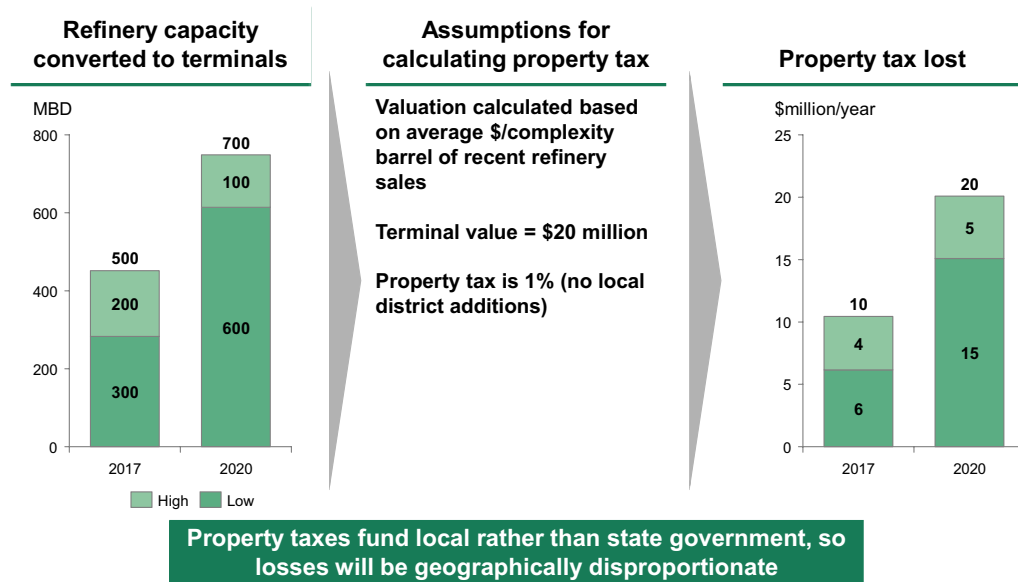 Refinery capacity
converted to terminals
MBD
800
600
400
200
0
500
200
300
700
100
600
2017
2020
High
Low
Assumptions for
calculating property tax
Valuation calculated based
on average $/complexity
barrel of recent refinery
sales
Terminal value = $20 million
Property tax is 1% (no local
district additions)
Property tax lost
$million/year
25
20
15
10
5
0
10
4
6
20
5
15
2017
2020
Property taxes fund local rather than state government, so
losses will be geographically disproportionate